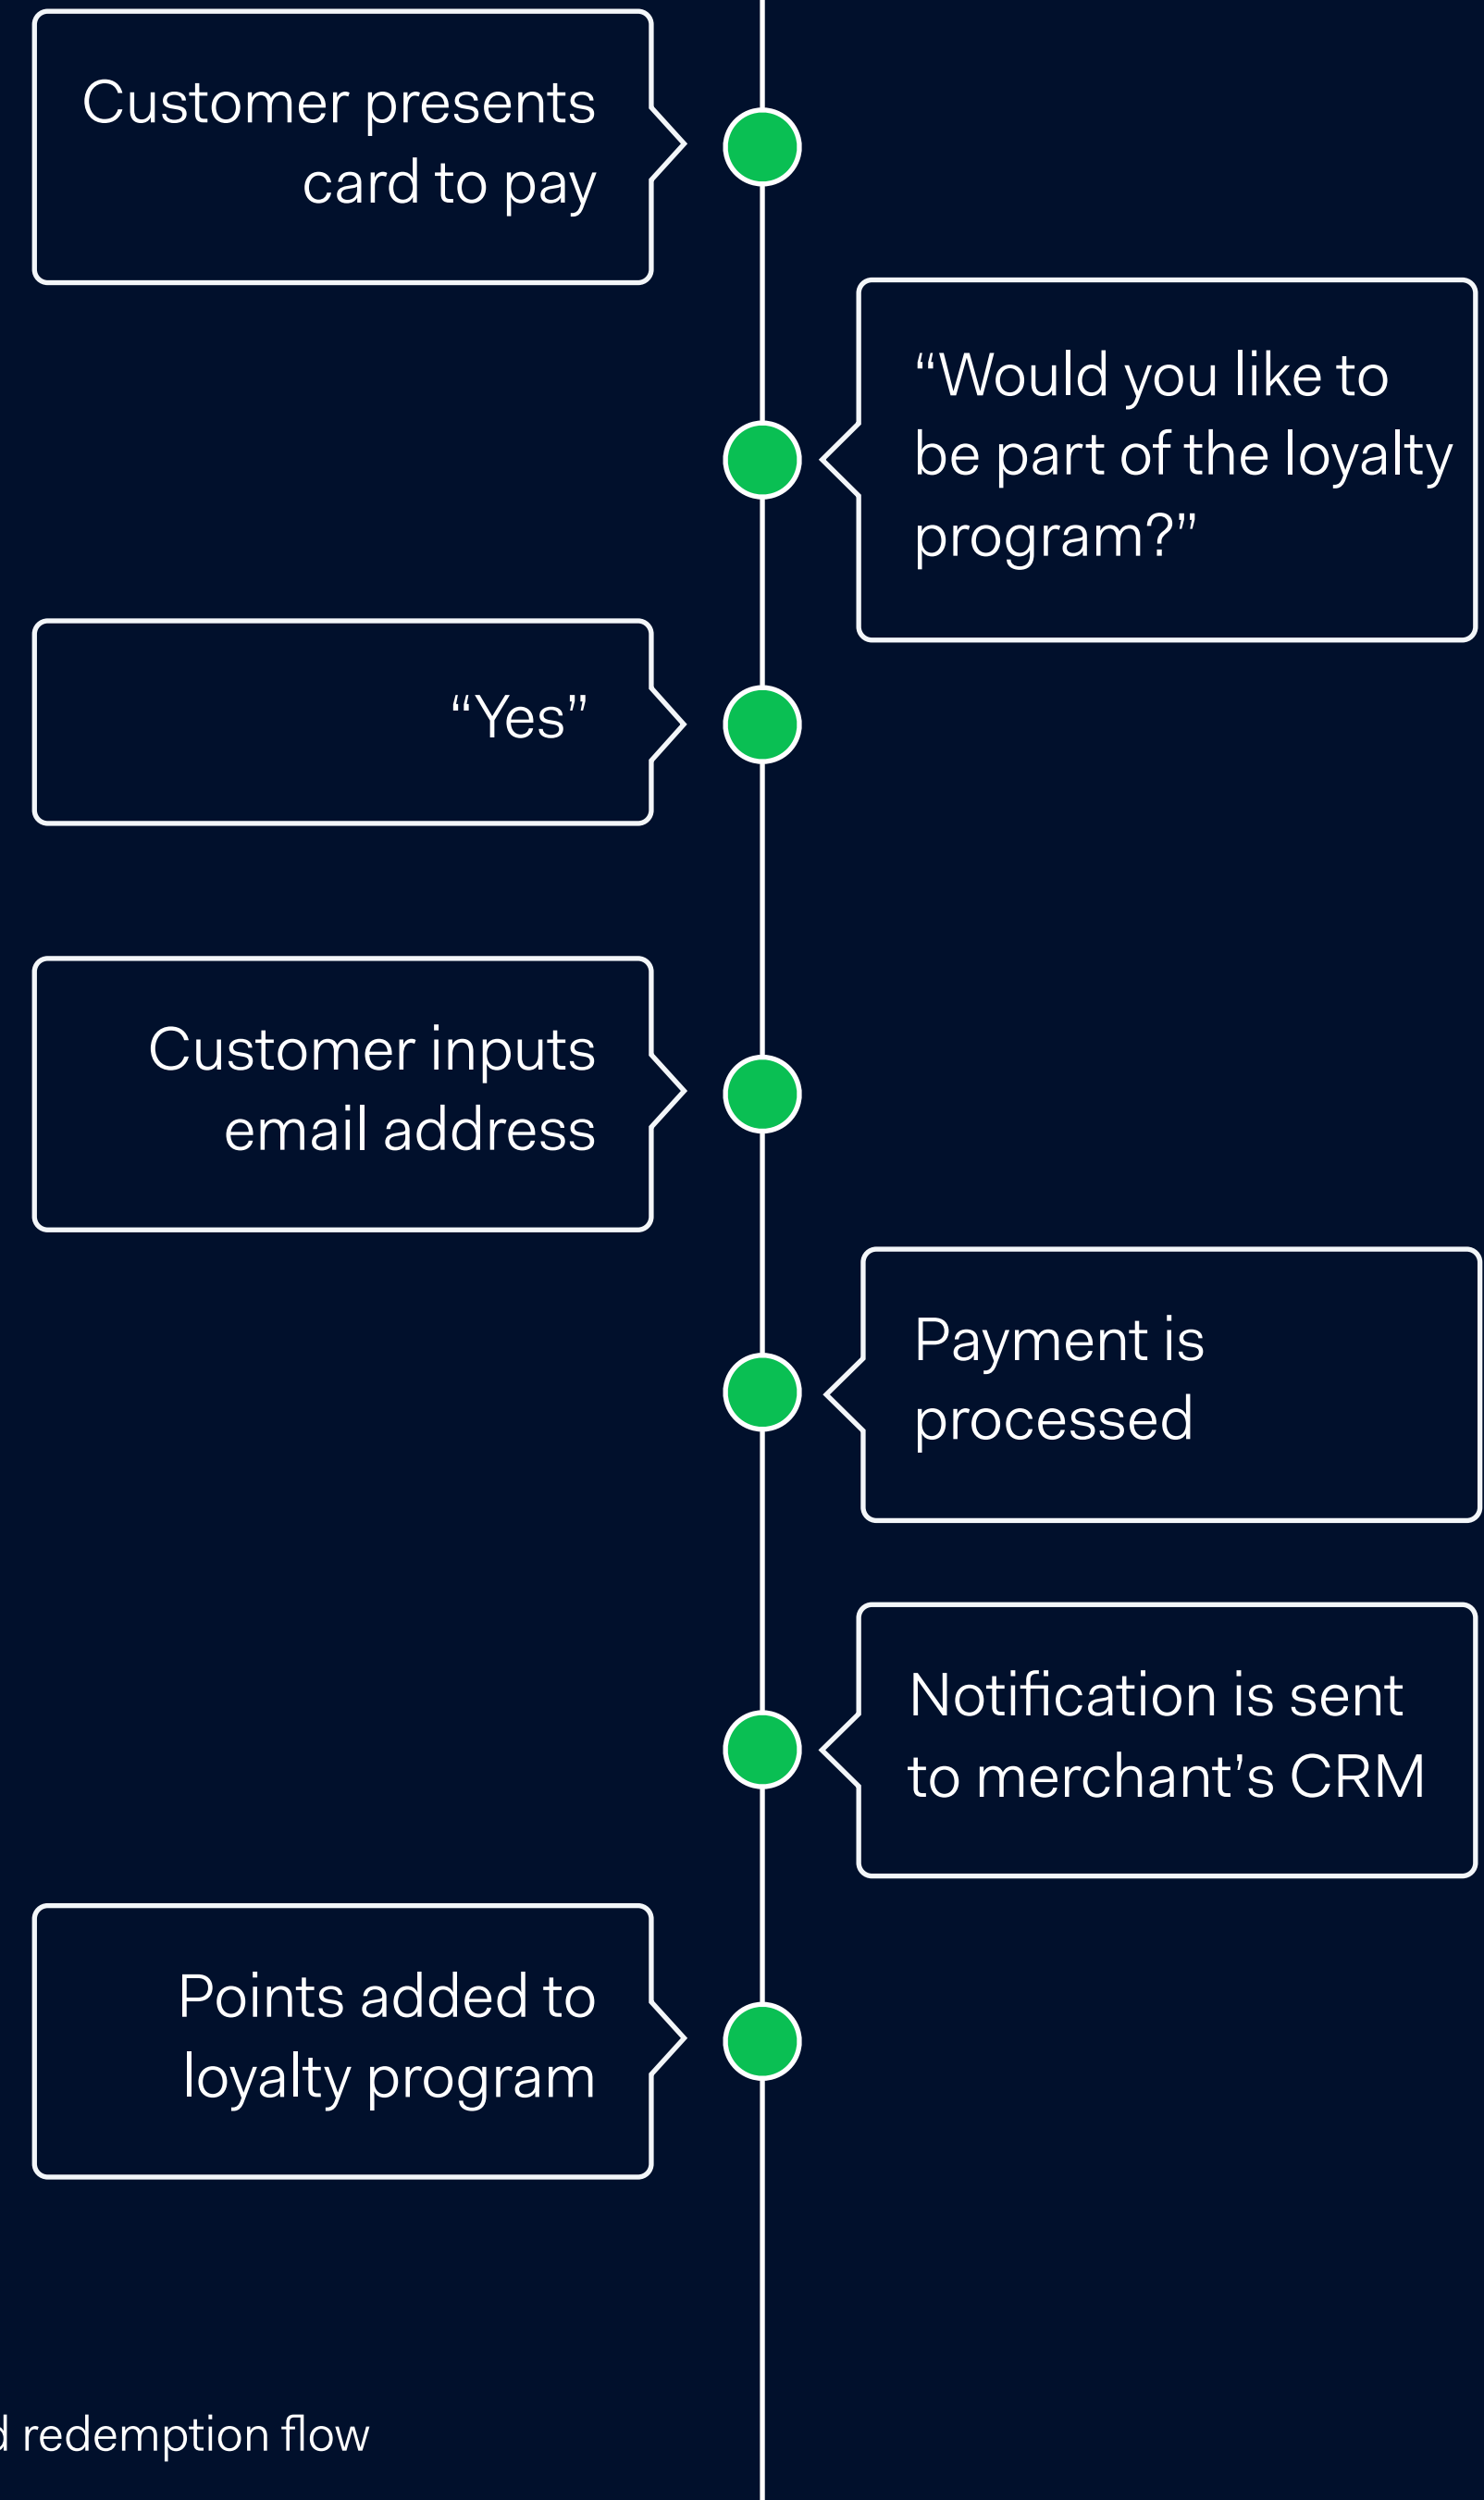 Customer presents
card to pay
“Would you like to
be part of the loyalty
program?”
“Yes”
Customer inputs
email address
Payment is
processed
Notification is sent
to merchant’s CRM
Points added to
loyalty program
redemption flow